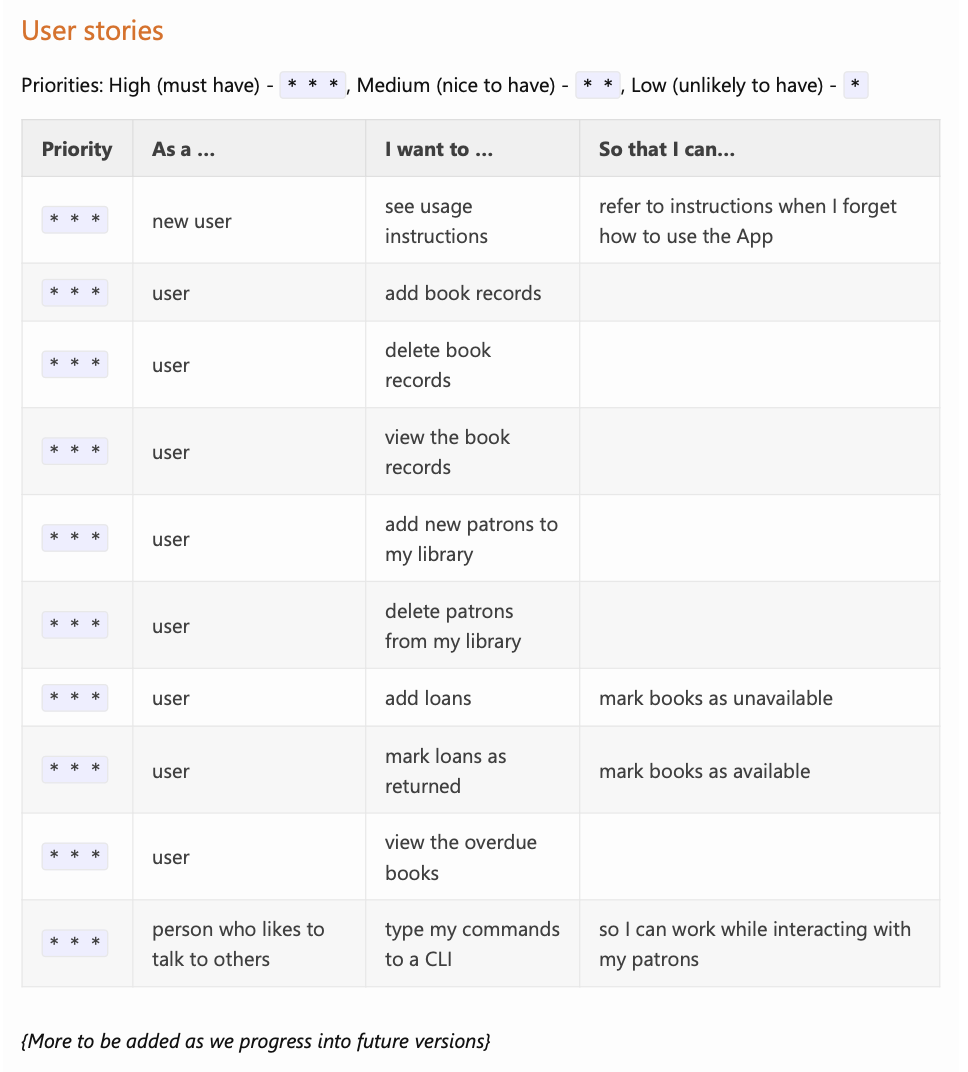 User stories
Priorities: High (must have) - * * *, Medium (nice to have) - * *, Low (unlikely to have) - *
Priority As a ... I want to ... So that I can...
* * * new user see usage instructions refer to instructions when I forget how to use the App
* * * user add book records
* * * user delete book records
* * * user view the book records
* * * user add new patrons to my library
* * * user delete patrons from my library
* * * user add loans mark books as unavailable
* * * user mark loans as returned mark books as available
* * * user view the overdue books
* * * person who likes to talk to others type my commands to a CLI so I can work while interacting with my patrons
{More to be added as we progress into future versions}